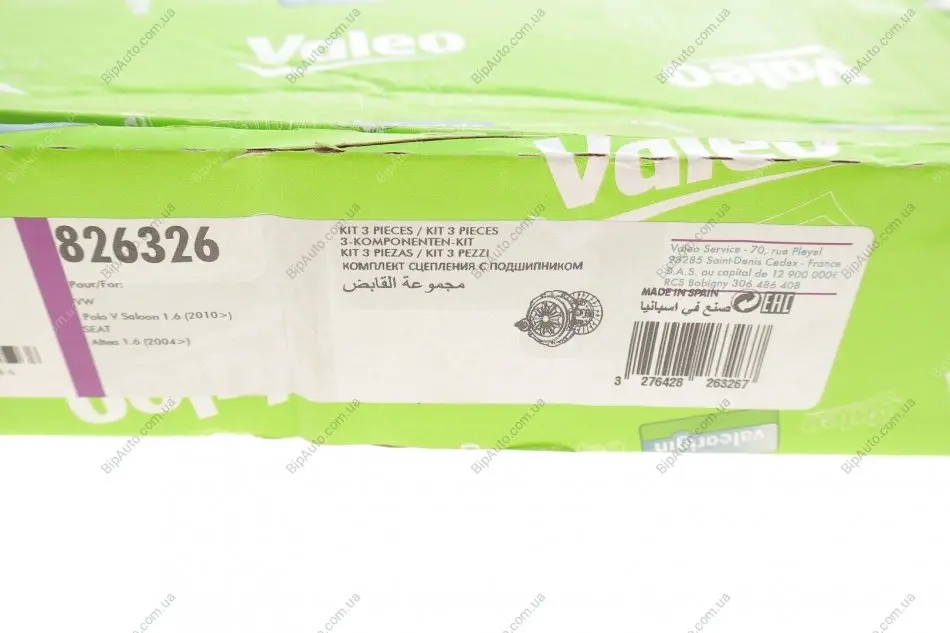 Valeo
Valeo
Valeo
826326
Pour/For:
VW
Polo V Saloon 1.6 (2010>)
SEAT
Altea 1.6 (2004>)
KIT 3 PIECES / KIT 3 PIECES
3-KOMPONENTEN-KIT
KIT 3 PIEZAS / KIT 3 PEZZI
КОМПЛЕКТ СЦЕПЛЕНИЯ С ПОДШИПНИКОМ
مجموعة القابض
Valeo Service - 70, rue Pleyel
93285 Saint-Denis Cedex - France
S.A.S. au capital de 12 900 000€
RCS Bobigny 306 486 408
MADE IN SPAIN
صنع في اسبانيا
EAC
3 276428 263267
valeorigin
BipAuto.com.ua